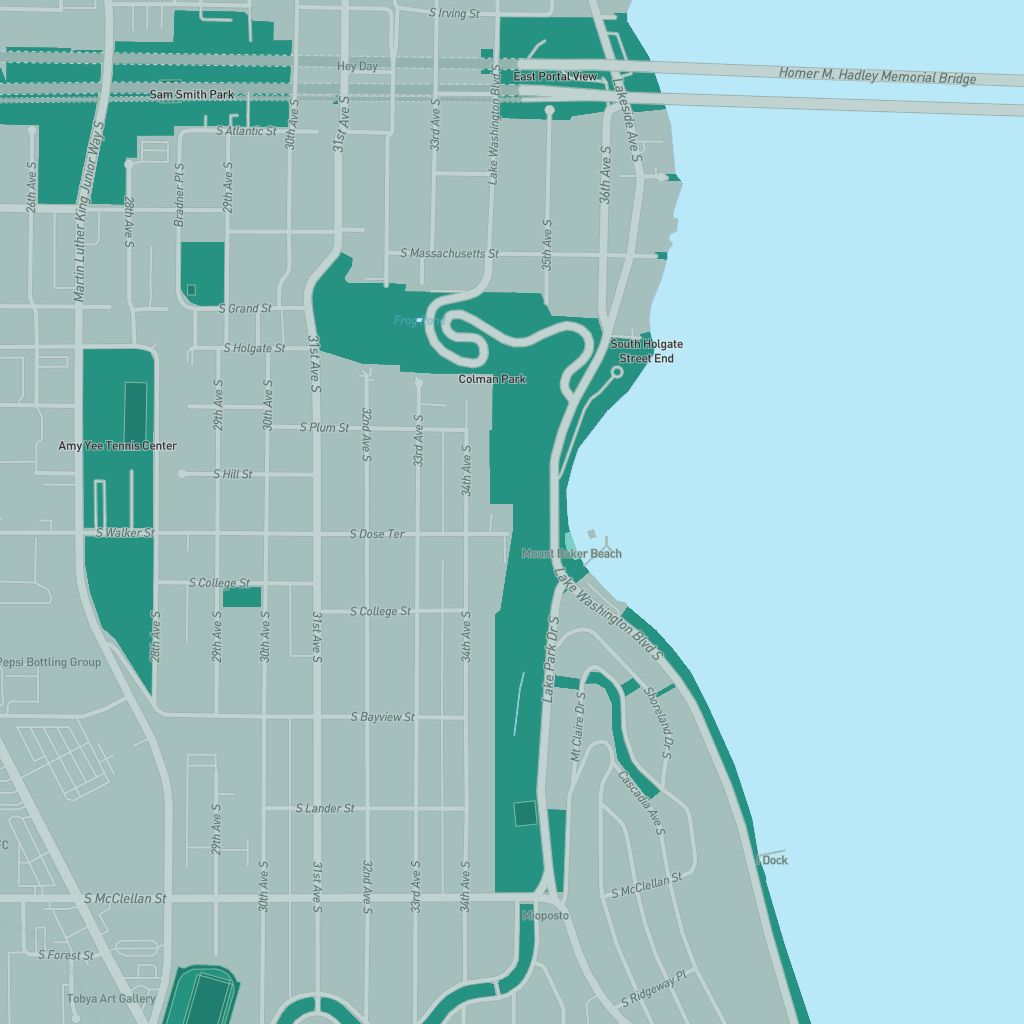 S Irving St
Hey Day
East Portal View
Homer M. Hadley Memorial Bridge
Sam Smith Park
Lake Washington Blvd S
Lakeside Ave S
30th Ave S
31st Ave S
33rd Ave S
S Atlantic St
Martin Luther King Junior Way S
26th Ave S
28th Ave S
Bradner Pl S
29th Ave S
36th Ave S
35th Ave S
S Massachusetts St
S Grand St
Frog Pond
S Holgate St
31st Ave S
South Holgate
Street End
Colman Park
29th Ave S
30th Ave S
32nd Ave S
33rd Ave S
34th Ave S
S Plum St
Amy Yee Tennis Center
S Hill St
S Walker St
S Dose Ter
Mount Baker Beach
S College St
S College St
Lake Washington Blvd S
28th Ave S
29th Ave S
30th Ave S
31st Ave S
34th Ave S
Lake Park Dr S
Pepsi Bottling Group
S Bayview St
Mt Claire Dr S
Shoreland Dr S
Cascadia Ave S
S Lander St
29th Ave S
FC
Dock
30th Ave S
31st Ave S
32nd Ave S
33rd Ave S
34th Ave S
S McClellan St
S McClellan St
Mioposto
S Forest St
S Ridgeway Pl
Tobya Art Gallery